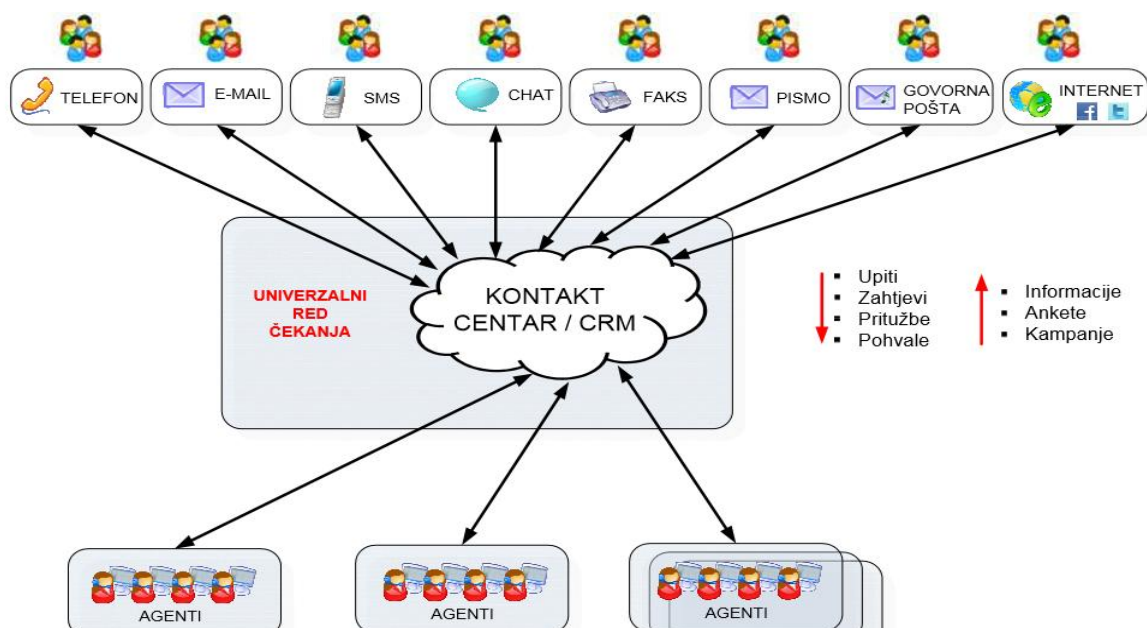 TELEFON
E-MAIL
SMS
CHAT
FAKS
PISMO
GOVORNA
POŠTA
INTERNET
UNIVERZALNI
RED
ČEKANJA
KONTAKT
CENTAR / CRM
▪ Upiti
▪ Zahtjevi
▪ Pritužbe
▪ Pohvale
▪ Informacije
▪ Ankete
▪ Kampanje
AGENTI
AGENTI
AGENTI